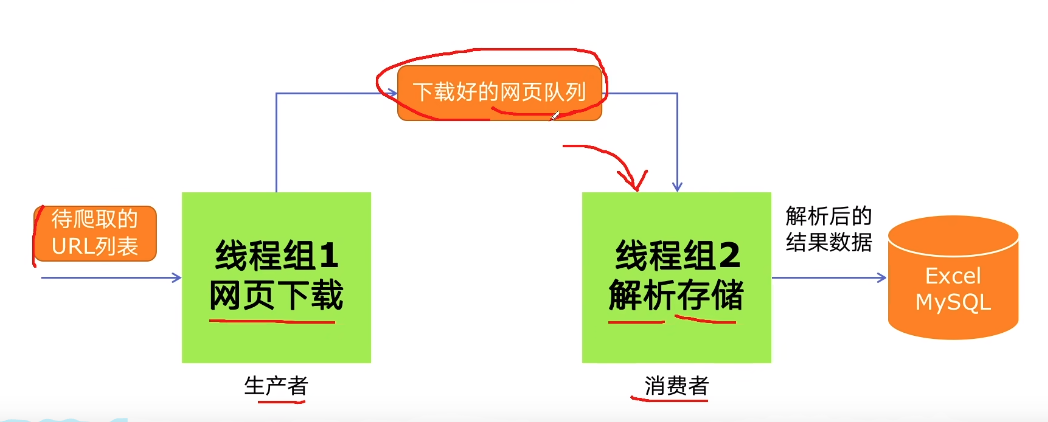 下载好的网页队列
待爬取的
URL列表
线程组1
网页下载
线程组2
解析存储
解析后的
结果数据
Excel
MySQL
生产者
消费者